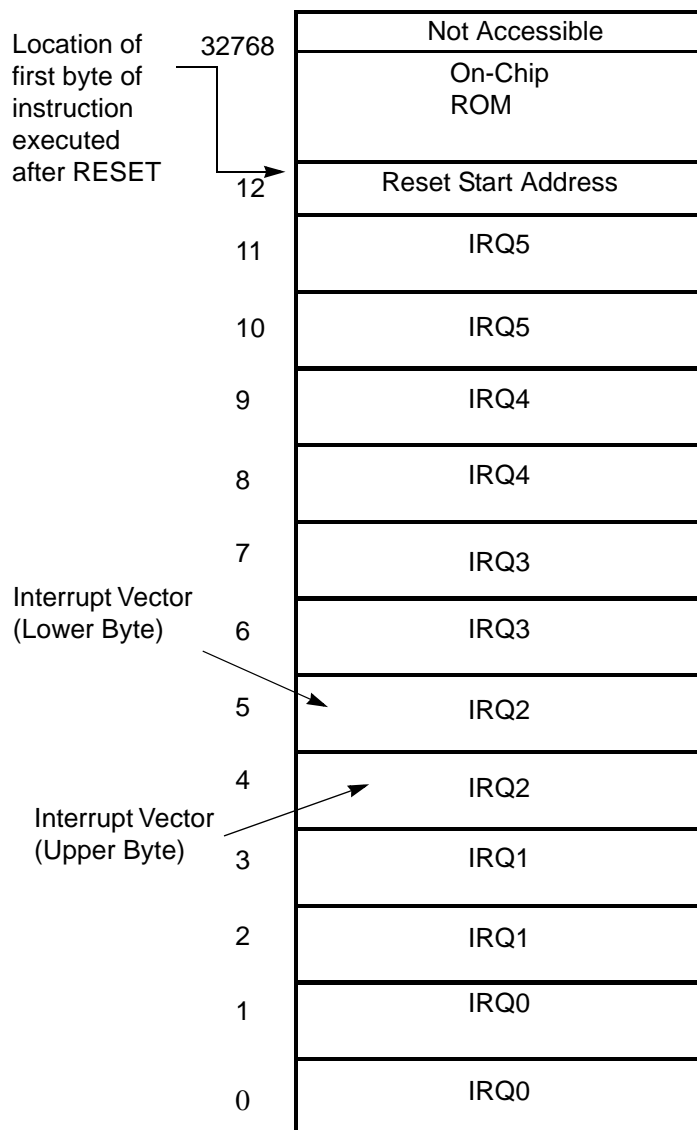 Location of
first byte of
instruction
executed
after RESET
32768
Not Accessible
On-Chip
ROM
12
Reset Start Address
11
IRQ5
10
IRQ5
9
IRQ4
8
IRQ4
7
IRQ3
Interrupt Vector
(Lower Byte)
6
IRQ3
5
IRQ2
4
IRQ2
Interrupt Vector
(Upper Byte)
3
IRQ1
2
IRQ1
1
IRQ0
0
IRQ0